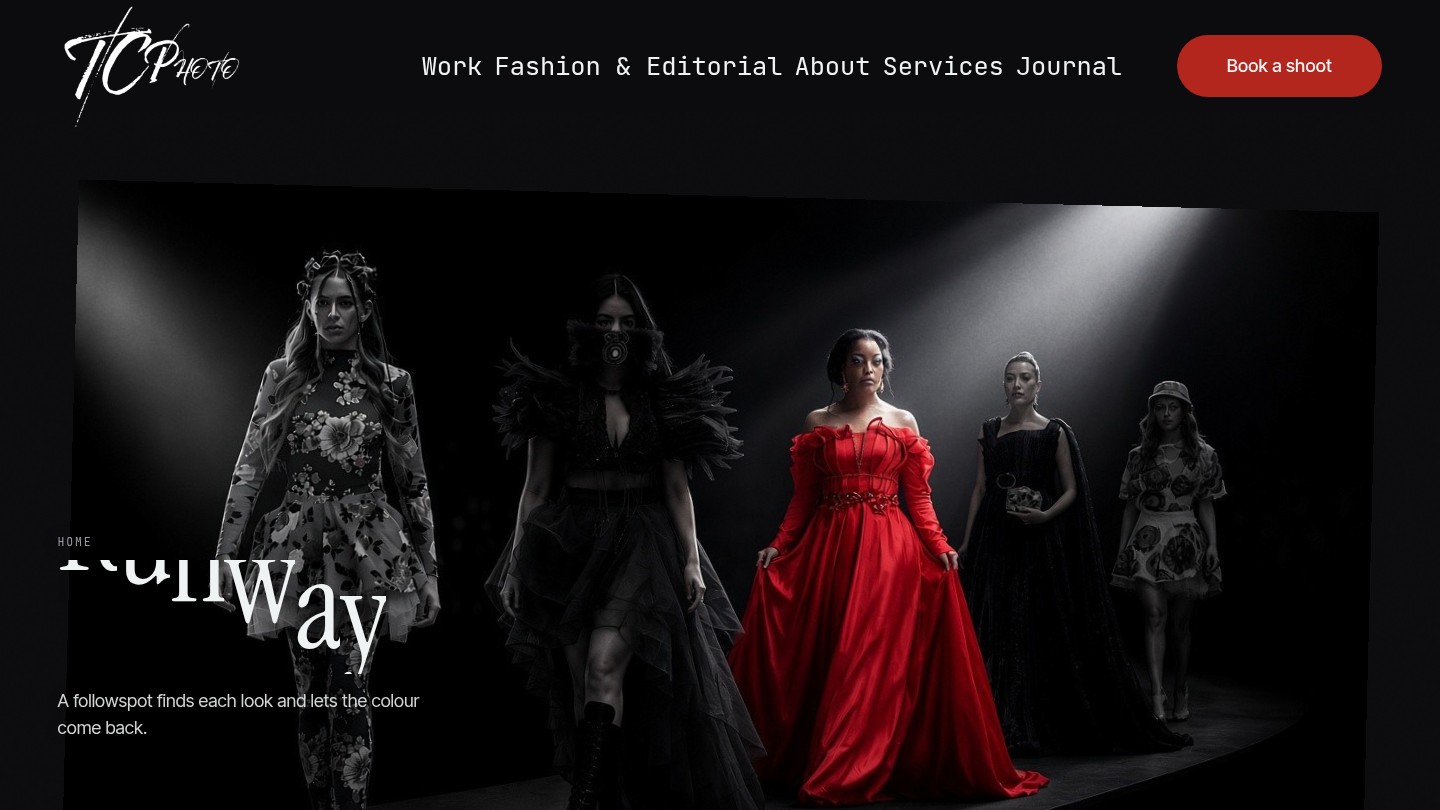 TCPHOTO
Work Fashion & Editorial About Services Journal
Book a shoot
HOME
Runway
A followspot finds each look and lets the colour
come back.